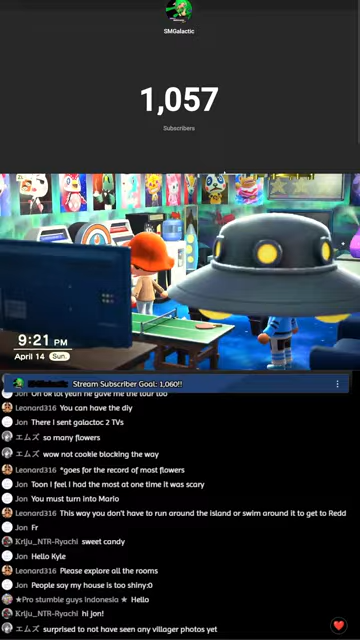 SMGalactic
1,057
Subscribers
9:21 PM
April 14 Sun.
SMGalactic Stream Subscriber Goal: 1,060!!
Jon Oh ok lol yeah he gave me the tour too
Leonard316 You can have the diy
Jon There I sent galactoc 2 TVs
エムズ so many flowers
エムズ wow not cookie blocking the way
Leonard316 *goes for the record of most flowers
Jon Toon I feel I had the most at one time it was scary
Jon You must turn into Mario
Leonard316 This way you don't have to run around the island or swim around it to get to Redd
Jon Fr
Kriju_NTR-Ryachi sweet candy
Jon Hello Kyle
Leonard316 Please explore all the rooms
Jon People say my house is too shiny:0
★Pro stumble guys Indonesia ★ Hello
Kriju_NTR-Ryachi hi jon!
エムズ surprised to not have seen any villager photos yet